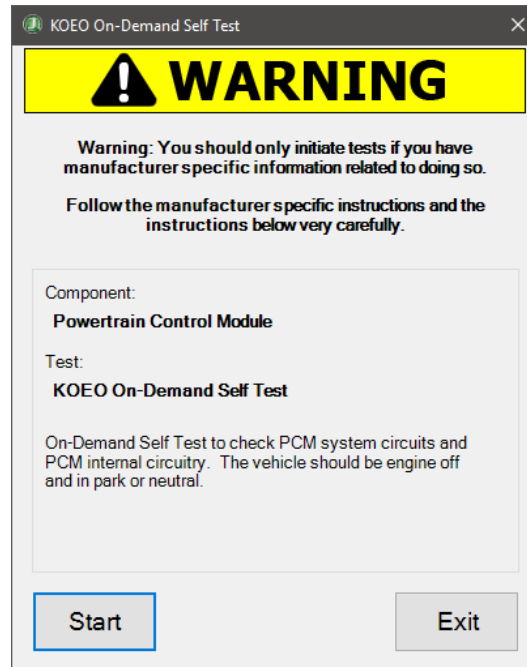 KOEO On-Demand Self Test
WARNING
Warning: You should only initiate tests if you have
manufacturer specific information related to doing so.
Follow the manufacturer specific instructions and the
instructions below very carefully.
Component:
Powertrain Control Module
Test:
KOEO On-Demand Self Test
On-Demand Self Test to check PCM system circuits and
PCM internal circuitry.  The vehicle should be engine off
and in park or neutral.
Start
Exit